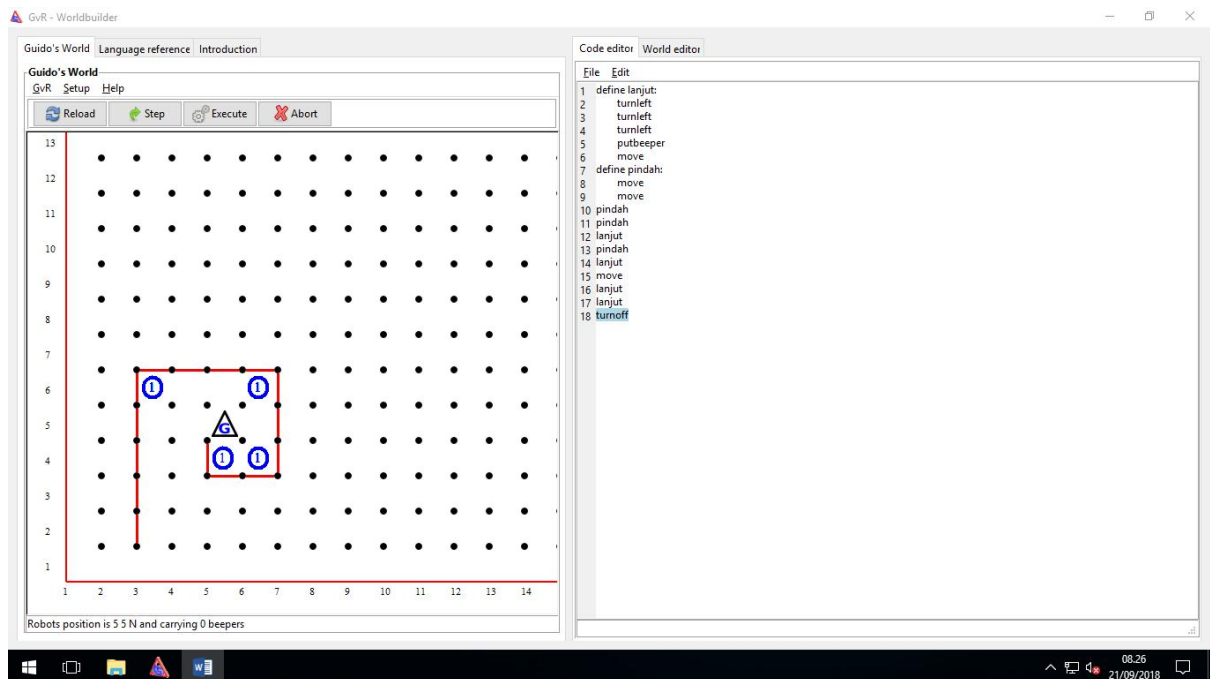 GvR - Worldbuilder
Guido's World Language reference Introduction
Guido's World
GvR Setup Help
Reload Step Execute Abort
13
12
11
10
9
8
7
6
5
4
3
2
1
1 1
G
1 1
1 2 3 4 5 6 7 8 9 10 11 12 13 14
Robots position is 5 5 N and carrying 0 beepers
Code editor World editor
File Edit
1 define lanjut:
2 turnleft
3 turnleft
4 turnleft
5 putbeeper
6 move
7 define pindah:
8 move
9 move
10 pindah
11 pindah
12 lanjut
13 pindah
14 lanjut
15 move
16 lanjut
17 lanjut
18 turnoff
08.26
21/09/2018